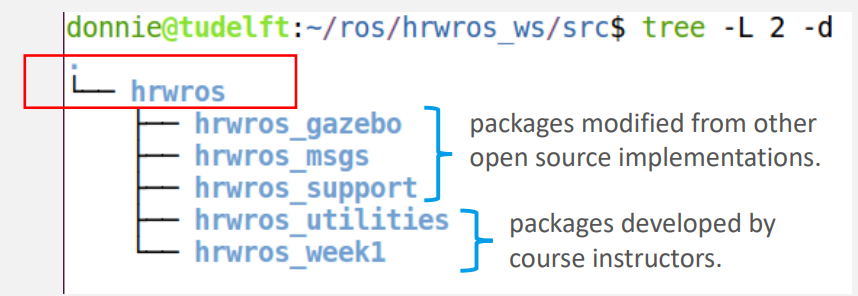 donnie@tudelft:~/ros/hrwros_ws/src$ tree -L 2 -d
.
└── hrwros
├── hrwros_gazebo
├── hrwros_msgs
├── hrwros_support
├── hrwros_utilities
└── hrwros_week1
packages modified from other
open source implementations.
packages developed by
course instructors.